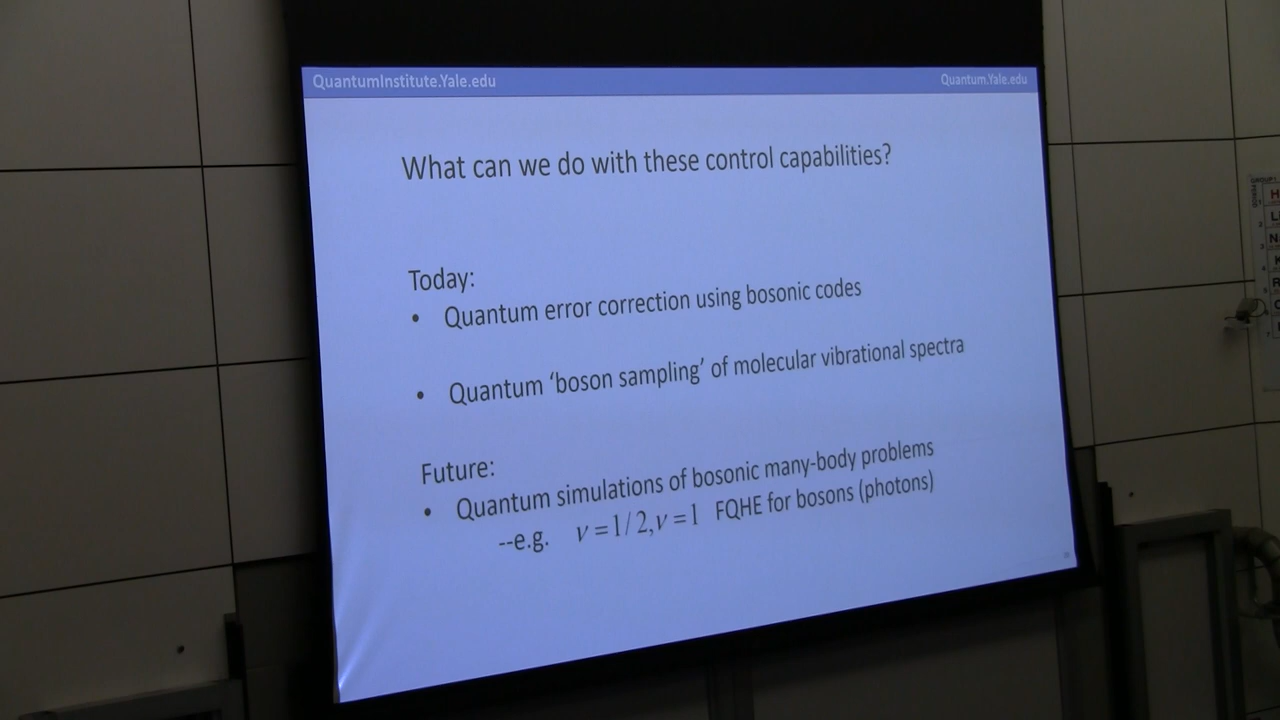 QuantumInstitute.Yale.edu
Quantum.Yale.edu
What can we do with these control capabilities?
Today:
• Quantum error correction using bosonic codes
• Quantum ‘boson sampling’ of molecular vibrational spectra
Future:
• Quantum simulations of bosonic many-body problems
--e.g. ν = 1/ 2, ν = 1 FQHE for bosons (photons)